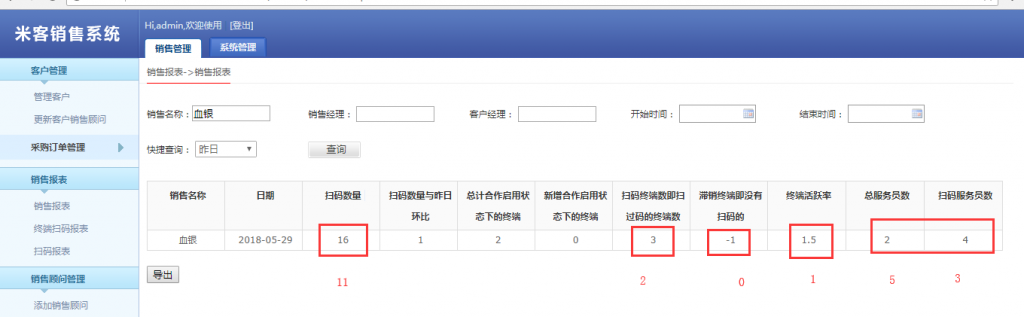 米客销售系统
Hi,admin,欢迎使用 [登出]
销售管理 系统管理
客户管理
管理客户
更新客户销售顾问
采购订单管理
销售报表
销售报表
终端扫码报表
扫码报表
销售顾问管理
添加销售顾问
销售报表->销售报表
销售名称： 血银 销售经理： 客户经理： 开始时间： 结束时间：
快捷查询： 昨日 查询
销售名称 日期 扫码数量 扫码数量与昨日环比 总计合作启用状态下的终端 新增合作启用状态下的终端 扫码终端数即扫过码的终端数 滞销终端即没有扫码的 终端活跃率 总服务员数 扫码服务员数
血银 2018-05-29 16 1 2 0 3 -1 1.5 2 4
导出
11 2 0 1 5 3